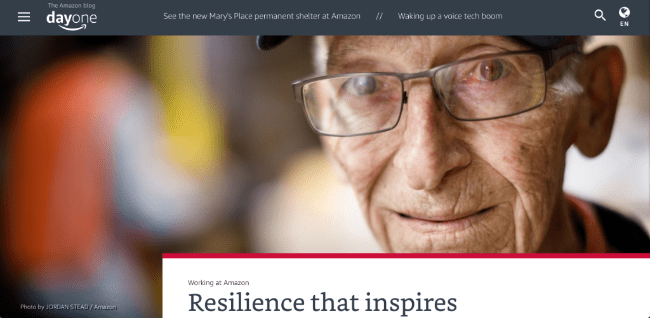 The Amazon blog
dayone
See the new Mary's Place permanent shelter at Amazon // Waking up a voice tech boom
EN
Photo by JORDAN STEAD / Amazon
Working at Amazon
Resilience that inspires